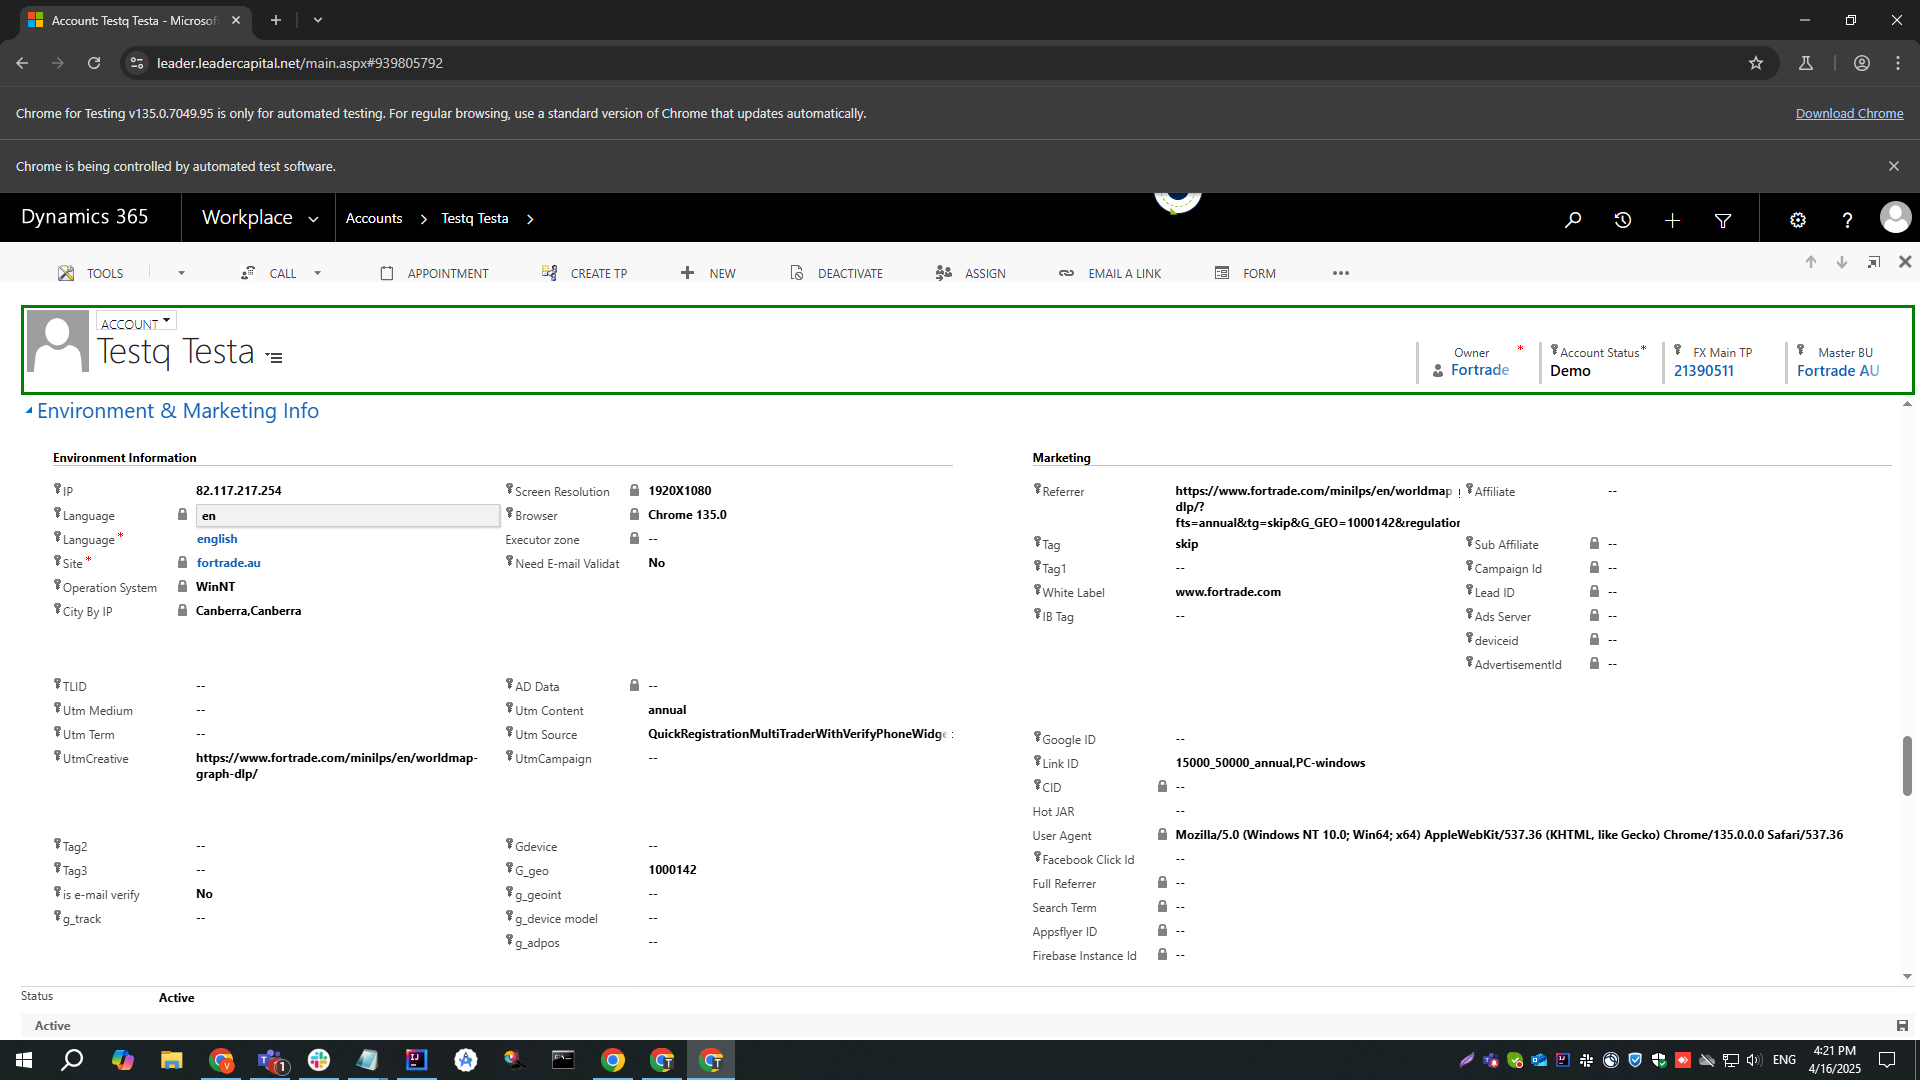 Account: Testq Testa - Microsof
leader.leadercapital.net/main.aspx#939805792
Chrome for Testing v135.0.7049.95 is only for automated testing. For regular browsing, use a standard version of Chrome that updates automatically.
Download Chrome
Chrome is being controlled by automated test software.
Dynamics 365
Workplace
Accounts
Testq Testa
TOOLS
CALL
APPOINTMENT
CREATE TP
NEW
DEACTIVATE
ASSIGN
EMAIL A LINK
FORM
ACCOUNT
Testq Testa
Owner *
Fortrade
Account Status*
Demo
FX Main TP
21390511
Master BU
Fortrade AU
Environment & Marketing Info
Environment Information
IP 82.117.217.254
Language en
Language * english
Site * fortrade.au
Operation System WinNT
City By IP Canberra,Canberra
Screen Resolution 1920X1080
Browser Chrome 135.0
Executor zone --
Need E-mail Validat No
TLID --
Utm Medium --
Utm Term --
UtmCreative https://www.fortrade.com/minilps/en/worldmap-
graph-dlp/
AD Data --
Utm Content annual
Utm Source QuickRegistrationMultiTraderWithVerifyPhoneWidge
UtmCampaign --
Tag2 --
Tag3 --
is e-mail verify No
g_track --
Gdevice --
G_geo 1000142
g_geoint --
g_device model --
g_adpos --
Marketing
Referrer https://www.fortrade.com/minilps/en/worldmap
dlp/?
fts=annual&tg=skip&G_GEO=1000142&regulation
Tag skip
Tag1 --
White Label www.fortrade.com
IB Tag --
Affiliate --
Sub Affiliate --
Campaign Id --
Lead ID --
Ads Server --
deviceid --
AdvertisementId --
Google ID --
Link ID 15000_50000_annual,PC-windows
CID --
Hot JAR --
User Agent Mozilla/5.0 (Windows NT 10.0; Win64; x64) AppleWebKit/537.36 (KHTML, like Gecko) Chrome/135.0.0.0 Safari/537.36
Facebook Click Id --
Full Referrer --
Search Term --
Appsflyer ID --
Firebase Instance Id --
Status Active
Active
ENG
4:21 PM
4/16/2025